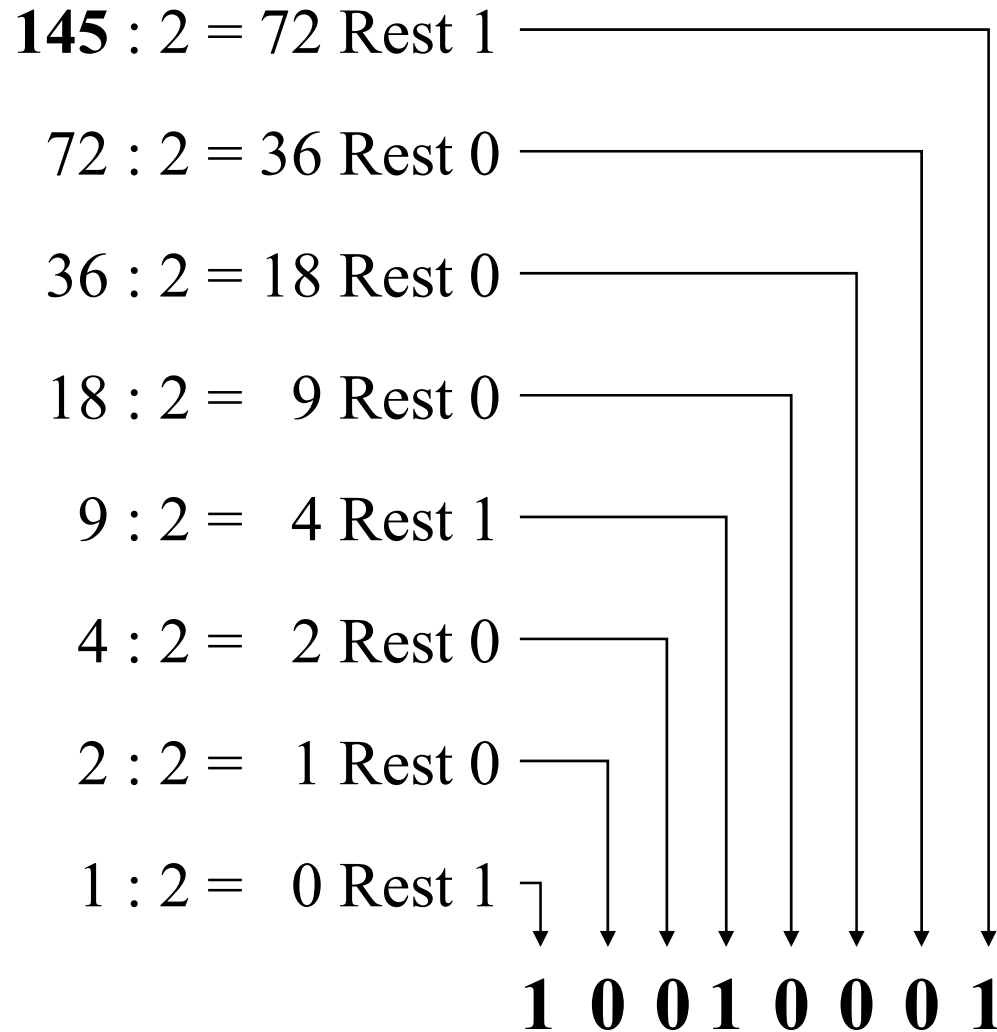 145 : 2 = 72 Rest 1
72 : 2 = 36 Rest 0
36 : 2 = 18 Rest 0
18 : 2 = 9 Rest 0
9 : 2 = 4 Rest 1
4 : 2 = 2 Rest 0
2 : 2 = 1 Rest 0
1 : 2 = 0 Rest 1
1 0 0 1 0 0 0 1